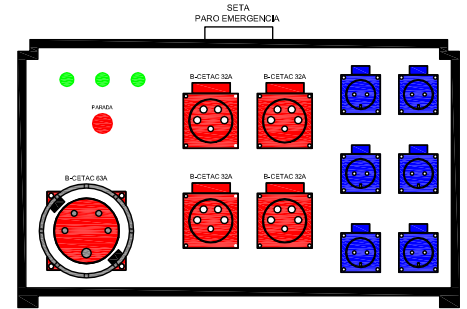 SETA
PARO EMERGENCIA
B-CETAC 32A
B-CETAC 32A
PARADA
B-CETAC 63A
B-CETAC 32A
B-CETAC 32A